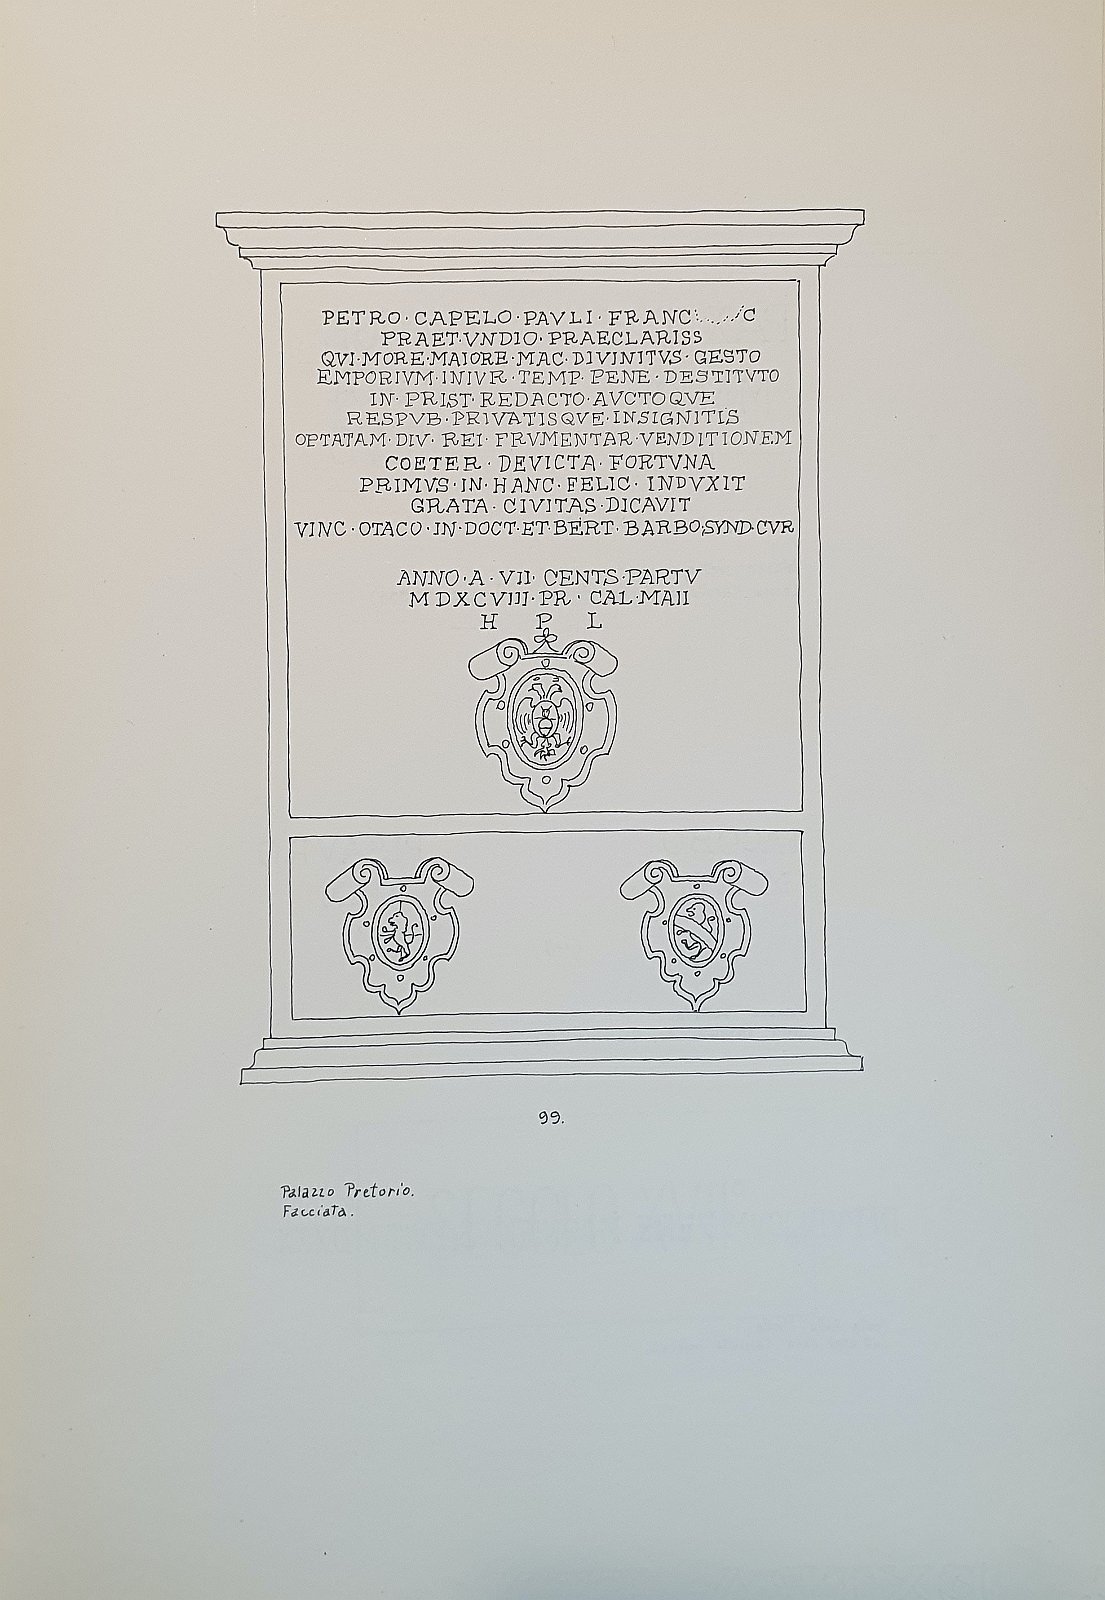 PETRO · CAPELO · PAVLI · FRANC
PRAET · VNDIO · PRAECLARISS
QVI · MORE · MAIORE · MAC · DIVINITVS · GESTO
EMPORIVM · INIVR · TEMP · PENE · DESTITVTO
IN · PRIST · REDACTO · AVCTOQVE
RESPVB · PRIVATISQVE · INSIGNITIS
OPTATAM · DIV · REI · FRVMENTAR · VENDITIONEM
COETER · DEVICTA · FORTVNA
PRIMVS · IN · HANC · FELIC · INDVXIT
GRATA · CIVITAS · DICAVIT
VINC · OTACO · IN · DOCT · ET · BERT · BARBO · SYND · CVR
ANNO · A · VII · CENTS · PARTV
MDXCVIII · PR · CAL · MAII
H P L
99.
Palazzo Pretorio.
Facciata.